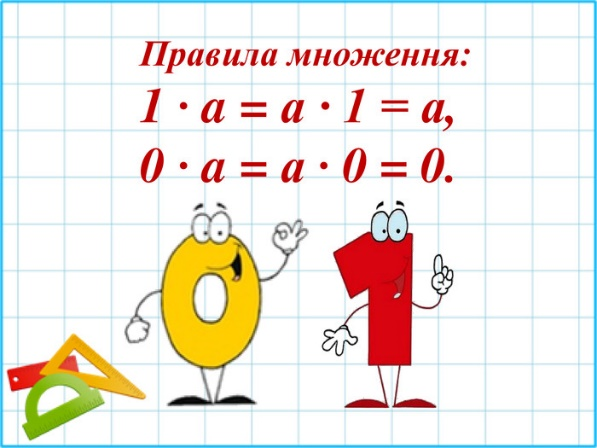 Правила множення:
1 · a = a · 1 = a,
0 · a = a · 0 = 0.